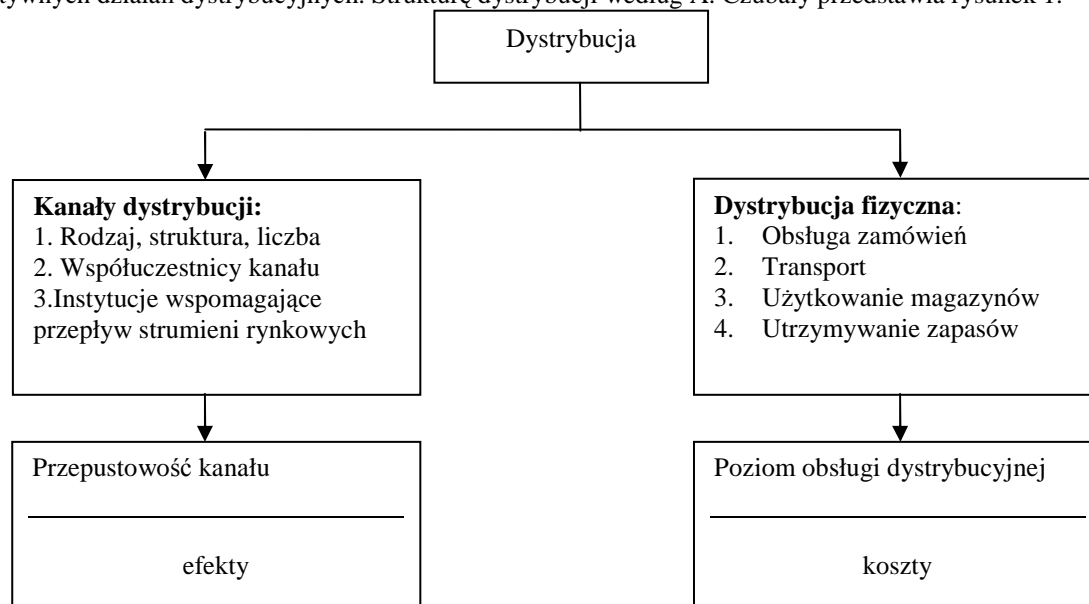 tywnych działań dystrybucyjnych. Strukturę dystrybucji według A. Czubały przedstawia rysunek 1.
Dystrybucja
Kanały dystrybucji:
1. Rodzaj, struktura, liczba
2. Współuczestnicy kanału
3.Instytucje wspomagające
przepływ strumieni rynkowych
Dystrybucja fizyczna:
1. Obsługa zamówień
2. Transport
3. Użytkowanie magazynów
4. Utrzymywanie zapasów
Przepustowość kanału
efekty
Poziom obsługi dystrybucyjnej
koszty